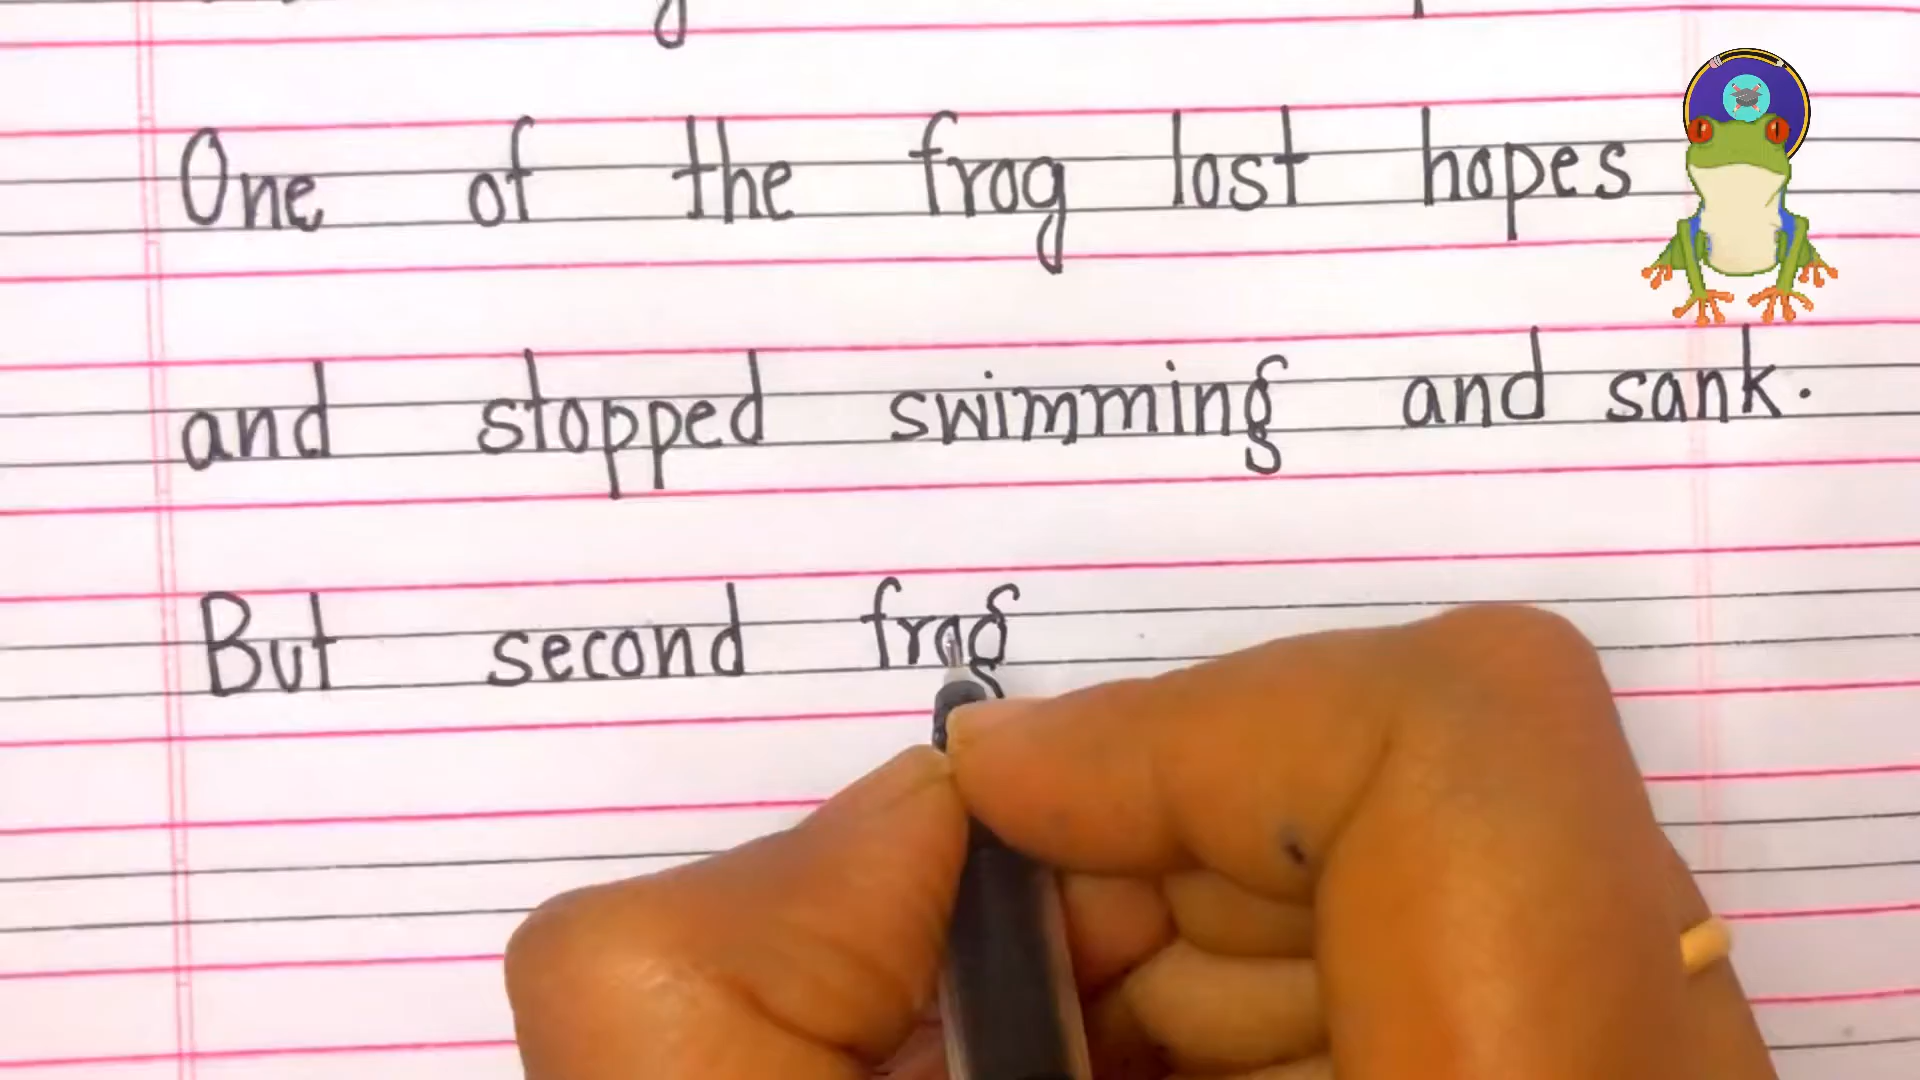 One of the frog lost hopes
and stopped swimming and sank.
But second frog